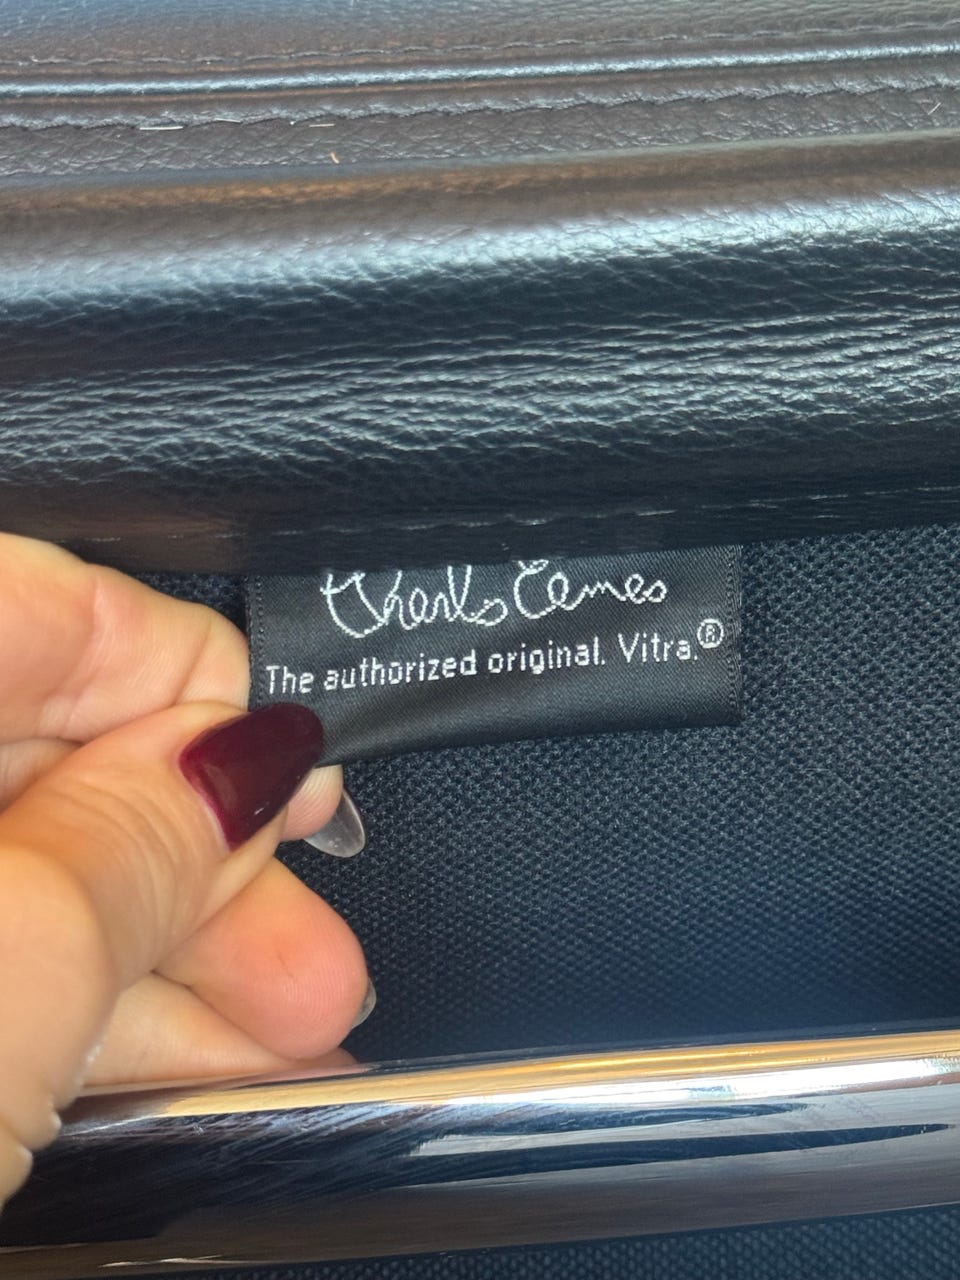 Charles Eames
The authorized original. Vitra.®